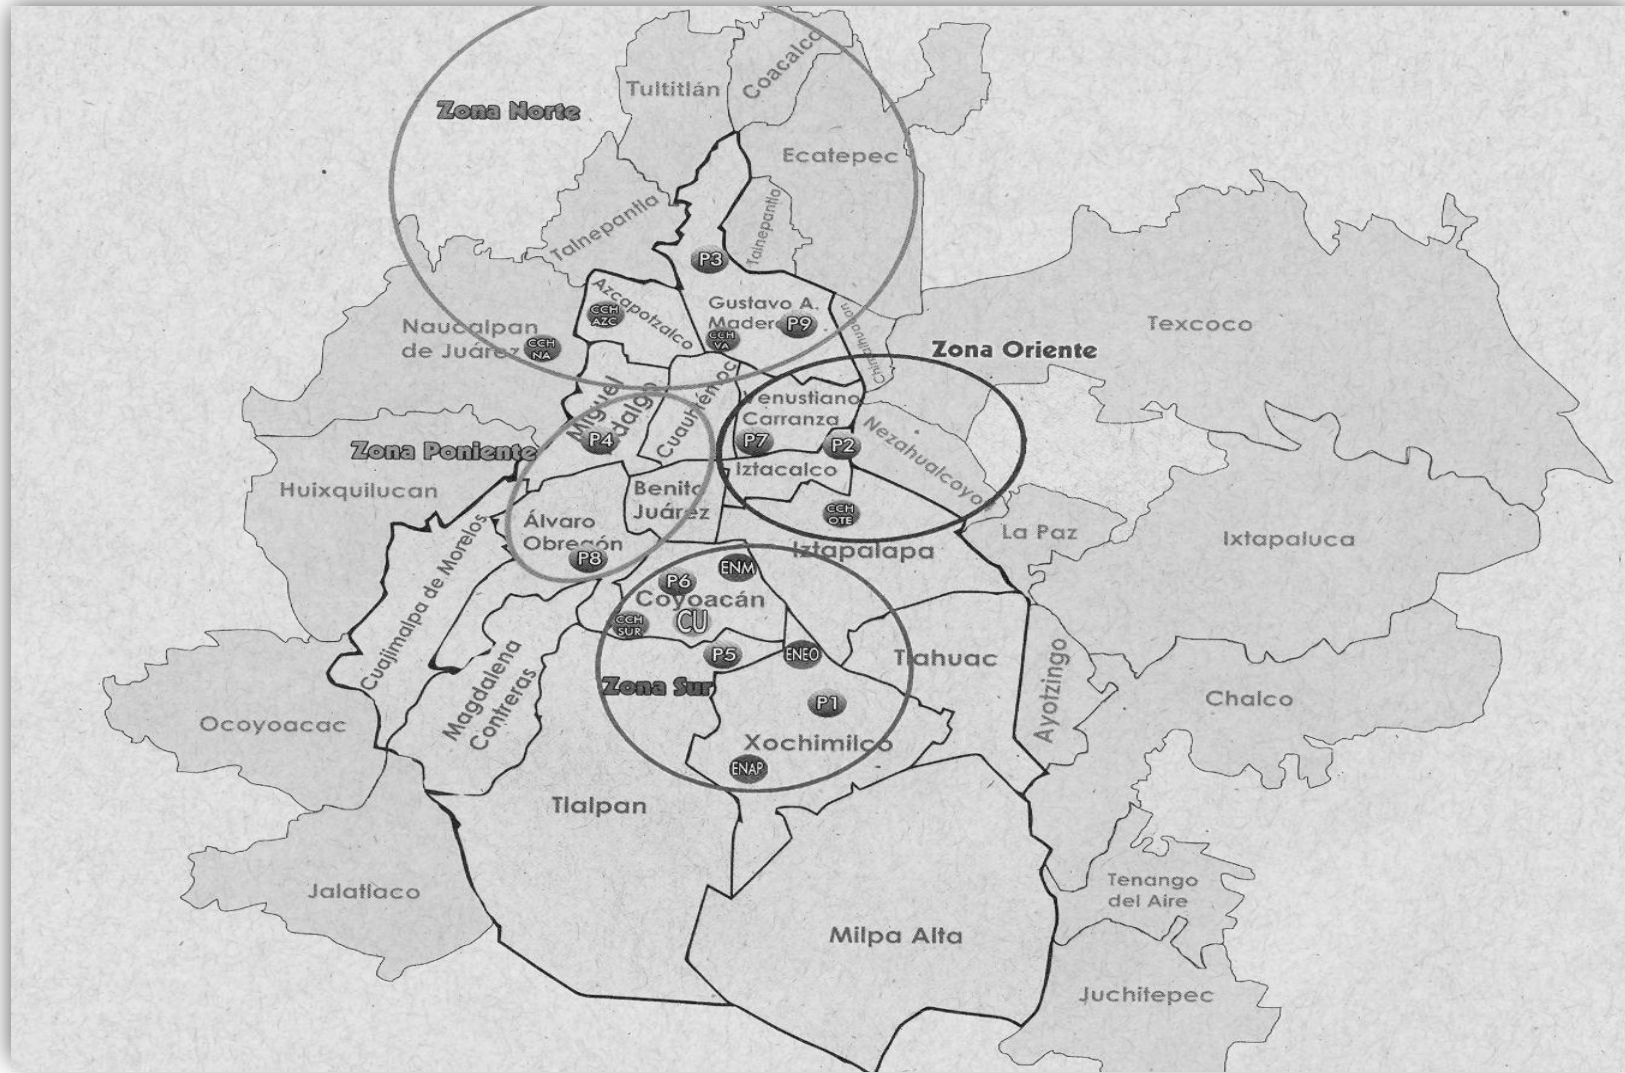 Coacalco
Tultitlán
Zona Norte
Ecatepec
Talnepantla
Talnepantla
P3
Azcapotzalco
CCH
AZC
Gustavo A.
Madero
P9
CCH
VA
Naucalpan
de Juárez
CCH
NA
Chimalhuacan
Texcoco
Zona Oriente
Miguel
Hidalgo
P4
Cuauhtémoc
Venustiano
Carranza
P7
P2
Nezahualcoyotl
Zona Poniente
Iztacalco
Huixquilucan
Benito
Juárez
CCH
OTE
Álvaro
Obregón
P8
Iztapalapa
La Paz
Ixtapaluca
Cuajimalpa de Morelos
ENM
P6
Coyoacán
CCH
SUR
CU
P5
ENEO
Tlahuac
Ayotzingo
Magdalena
Contreras
Zona Sur
P1
Chalco
Ocoyoacac
Xochimilco
ENAP
Tlalpan
Jalatlaco
Tenango
del Aire
Milpa Alta
Juchitepec